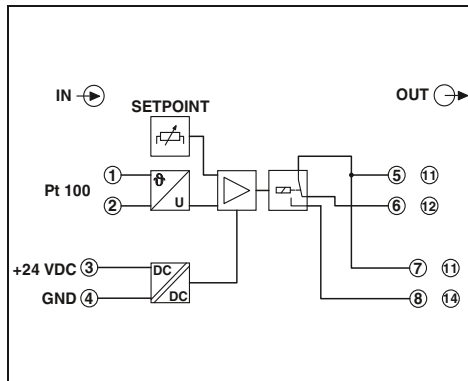 IN OUT
SETPOINT
Pt 100 1 ϑ 5 11
2 U 6 12
+24 VDC 3 DC 7 11
GND 4 DC 8 14